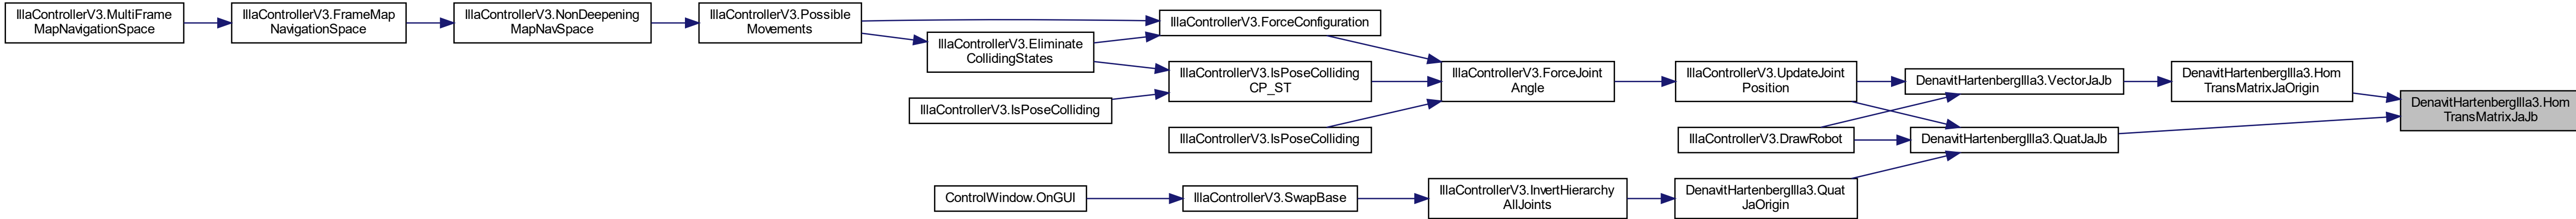 IllaControllerV3.MultiFrame
MapNavigationSpace
IllaControllerV3.FrameMap
NavigationSpace
IllaControllerV3.NonDeepening
MapNavSpace
IllaControllerV3.Possible
Movements
IllaControllerV3.Eliminate
CollidingStates
IllaControllerV3.IsPoseColliding
ControlWindow.OnGUI
IllaControllerV3.ForceConfiguration
IllaControllerV3.IsPoseColliding
CP_ST
IllaControllerV3.IsPoseColliding
IllaControllerV3.SwapBase
IllaControllerV3.ForceJoint
Angle
IllaControllerV3.InvertHierarchy
AllJoints
IllaControllerV3.UpdateJoint
Position
IllaControllerV3.DrawRobot
DenavitHartenbergIlla3.Quat
JaOrigin
DenavitHartenbergIlla3.VectorJaJb
DenavitHartenbergIlla3.QuatJaJb
DenavitHartenbergIlla3.Hom
TransMatrixJaOrigin
DenavitHartenbergIlla3.Hom
TransMatrixJaJb